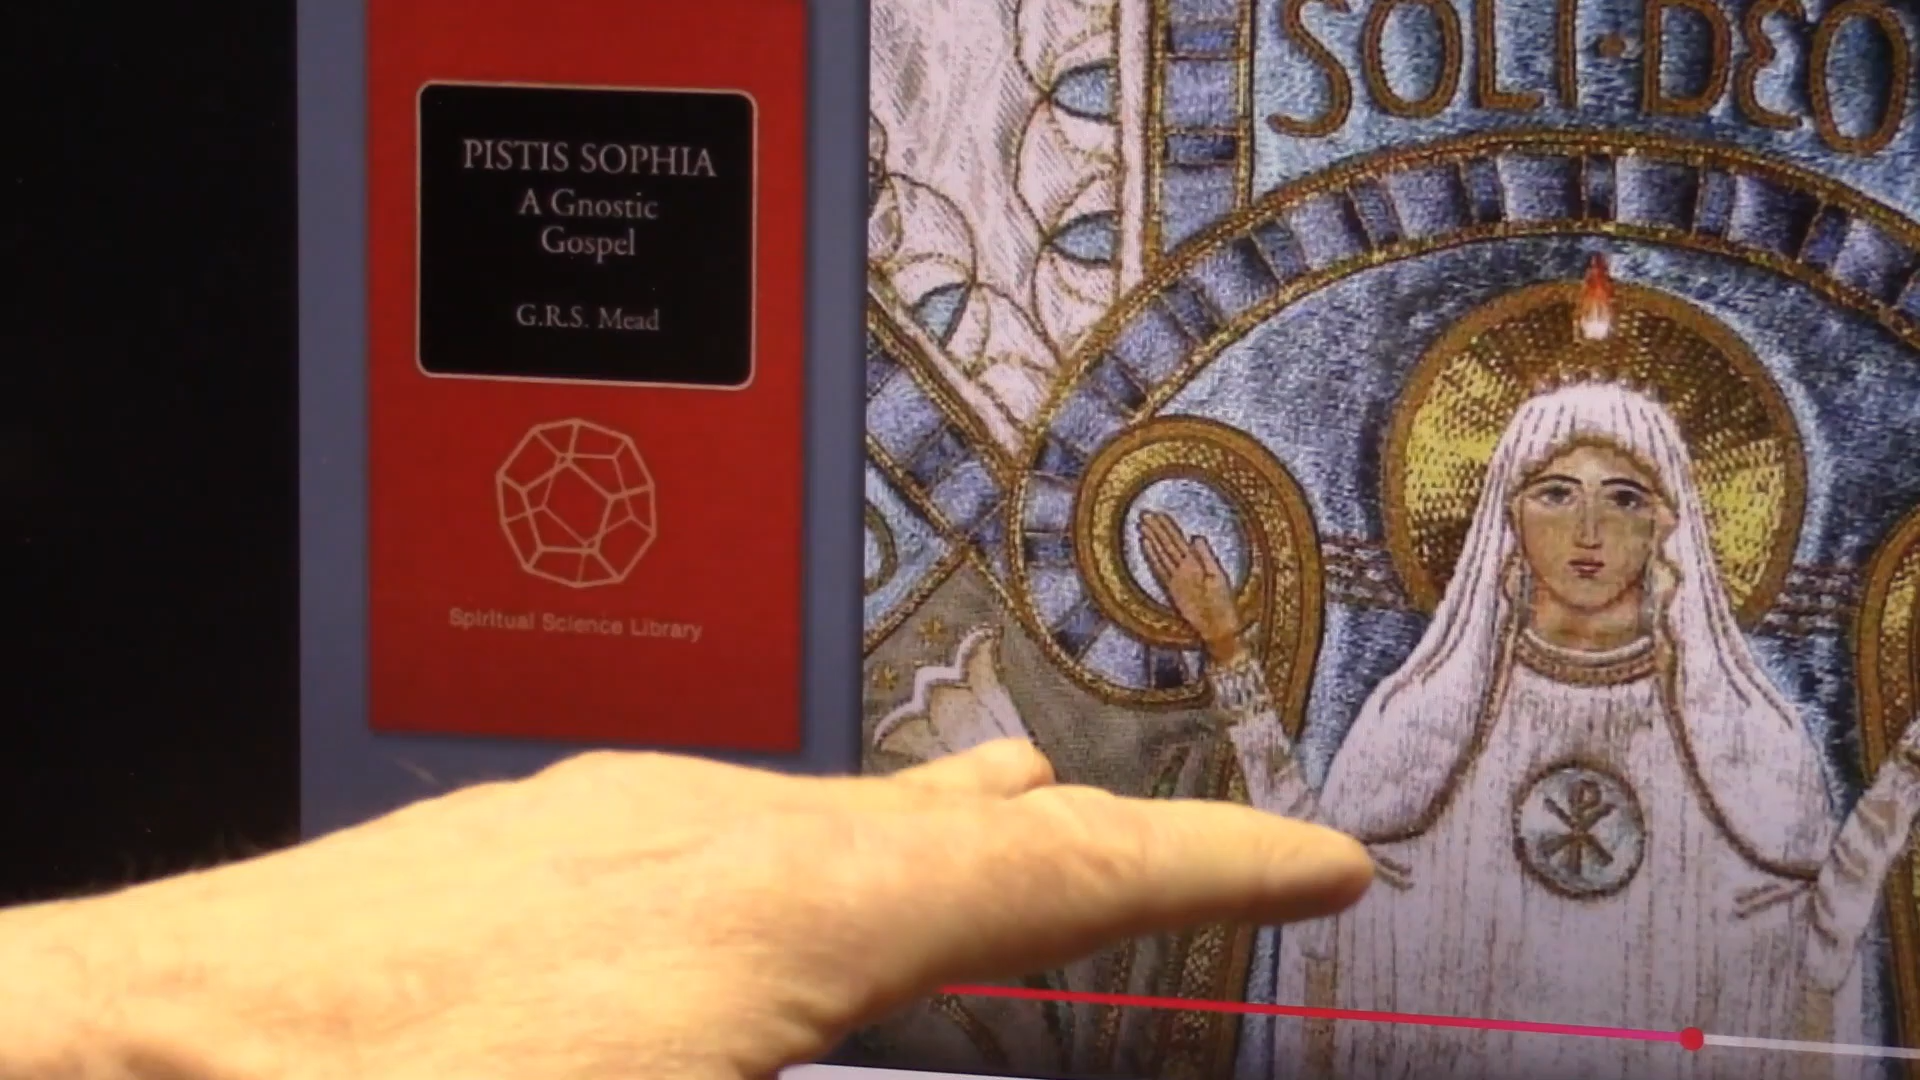 PISTIS SOPHIA
A Gnostic
Gospel
G.R.S. Mead
Spiritual Science Library
SOLI · DEO